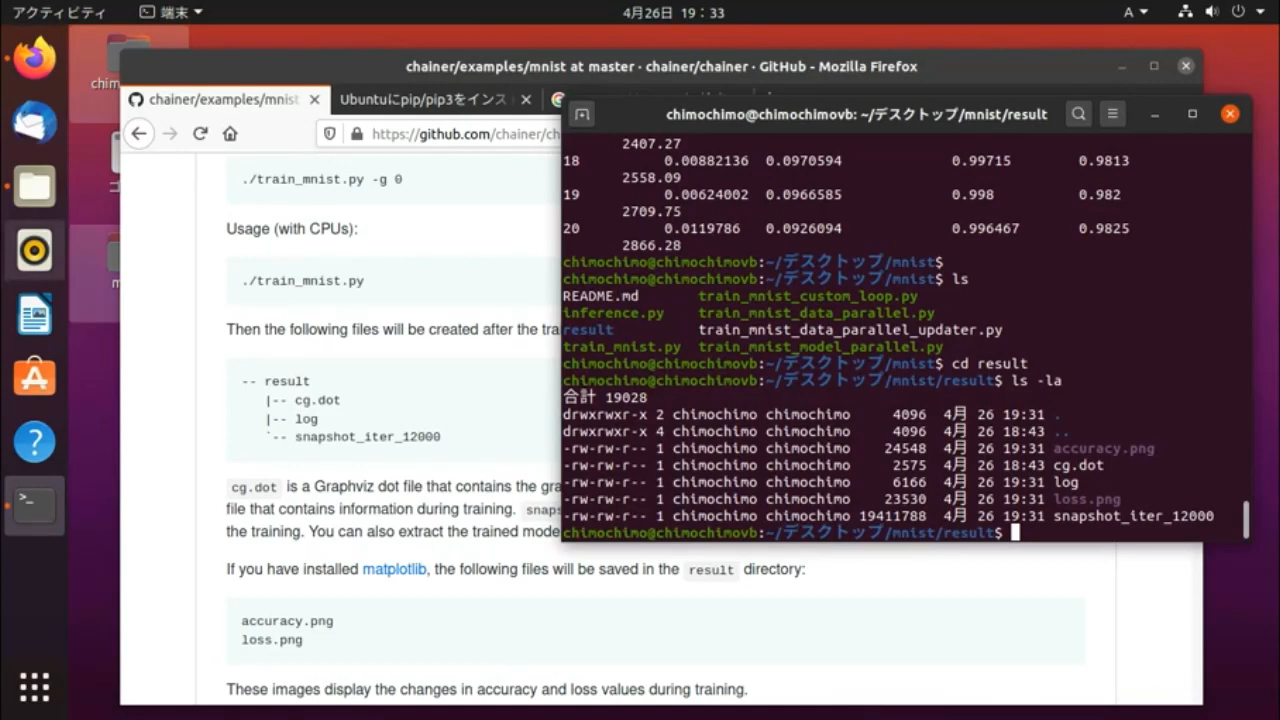 アクティビティ
端末
4月26日 19：33
A
chainer/examples/mnist at master · chainer/chainer · GitHub - Mozilla Firefox
chainer/examples/mnist
Ubuntuにpip/pip3をインス
https://github.com/chainer/ch
./train_mnist.py -g 0
Usage (with CPUs):
./train_mnist.py
Then the following files will be created after the tra
-- result
|-- cg.dot
|-- log
`-- snapshot_iter_12000
cg.dot is a Graphviz dot file that contains the gra
file that contains information during training. snaps
the training. You can also extract the trained mode
If you have installed matplotlib, the following files will be saved in the result directory:
accuracy.png
loss.png
These images display the changes in accuracy and loss values during training.
chimochimo@chimochimovb: ~/デスクトップ/mnist/result
2407.27
18 0.00882136 0.0970594 0.99715 0.9813
2558.09
19 0.00624002 0.0966585 0.998 0.982
2709.75
20 0.0119786 0.0926094 0.996467 0.9825
2866.28
chimochimo@chimochimovb:~/デスクトップ/mnist$
chimochimo@chimochimovb:~/デスクトップ/mnist$ ls
README.md train_mnist_custom_loop.py
inference.py train_mnist_data_parallel.py
result train_mnist_data_parallel_updater.py
train_mnist.py train_mnist_model_parallel.py
chimochimo@chimochimovb:~/デスクトップ/mnist$ cd result
chimochimo@chimochimovb:~/デスクトップ/mnist/result$ ls -la
合計 19028
drwxrwxr-x 2 chimochimo chimochimo 4096 4月 26 19:31 .
drwxrwxr-x 4 chimochimo chimochimo 4096 4月 26 18:43 ..
-rw-rw-r-- 1 chimochimo chimochimo 24548 4月 26 19:31 accuracy.png
-rw-rw-r-- 1 chimochimo chimochimo 2575 4月 26 18:43 cg.dot
-rw-rw-r-- 1 chimochimo chimochimo 6166 4月 26 19:31 log
-rw-rw-r-- 1 chimochimo chimochimo 23530 4月 26 19:31 loss.png
-rw-rw-r-- 1 chimochimo chimochimo 19411788 4月 26 19:31 snapshot_iter_12000
chimochimo@chimochimovb:~/デスクトップ/mnist/result$